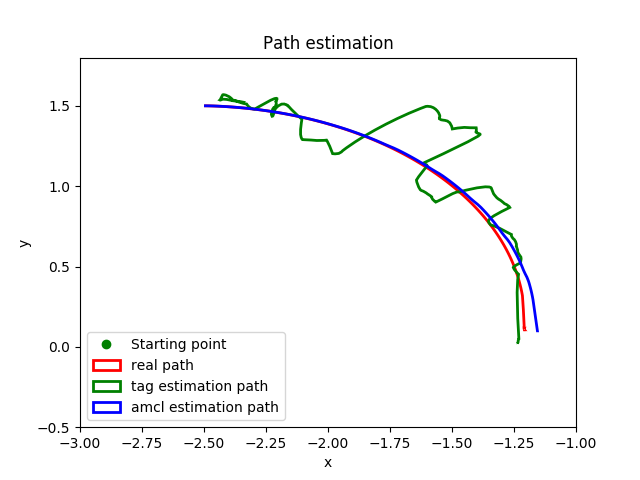 Path estimation
1.5
1.0
0.5
0.0
−0.5
y
Starting point
real path
tag estimation path
amcl estimation path
−3.00 −2.75 −2.50 −2.25 −2.00 −1.75 −1.50 −1.25 −1.00
x